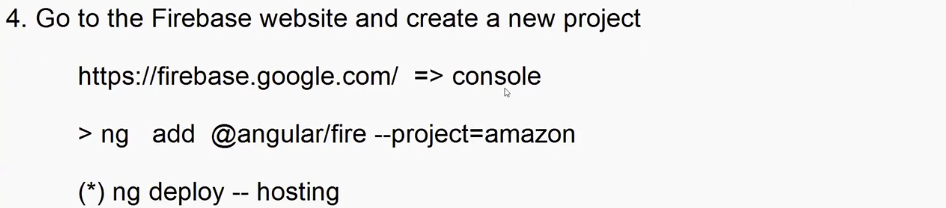 4. Go to the Firebase website and create a new project
https://firebase.google.com/ => console
> ng add @angular/fire --project=amazon
(*) ng deploy -- hosting